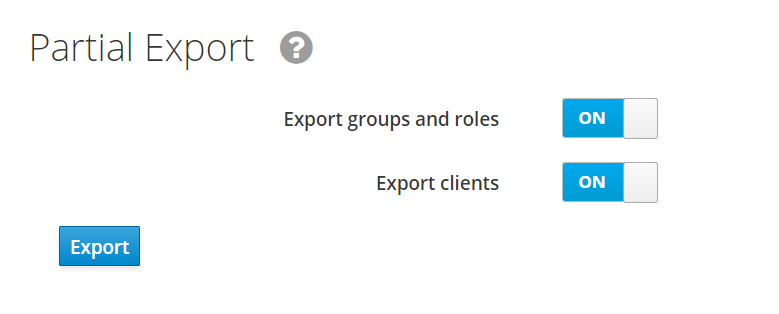 Partial Export ?
Export groups and roles ON
Export clients ON
Export